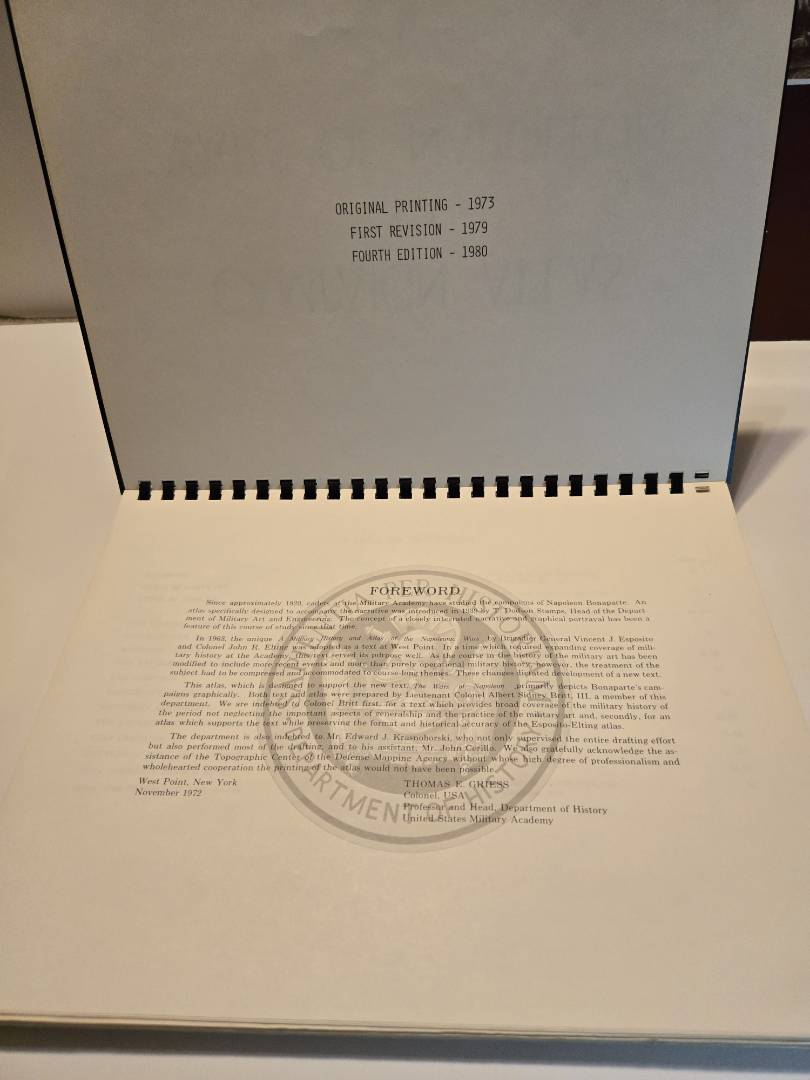 ORIGINAL PRINTING - 1973
FIRST REVISION - 1979
FOURTH EDITION - 1980
FOREWORD
Since approximately 1820, cadets at the Military Academy have studied the campaigns of Napoleon Bonaparte. An
atlas specifically designed to accompany the narrative was introduced in 1939 by T. Dodson Stamps, Head of the Depart-
ment of Military Art and Engineering. The concept of a closely integrated narrative and graphical portrayal has been a
feature of this course of study since that time.
In 1963, the unique A Military History and Atlas of the Napoleonic Wars, by Brigadier General Vincent J. Esposito
and Colonel John R. Elting was adopted as a text at West Point. In a time which required expanding coverage of mili-
tary history at the Academy, this text served its purpose well. As the course in the history of the military art has been
modified to include more recent events and more than purely operational military history, however, the treatment of the
subject had to be compressed and accommodated to course-long themes. These changes dictated development of a new text.
This atlas, which is designed to support the new text, The Wars of Napoleon, primarily depicts Bonaparte's cam-
paigns graphically. Both text and atlas were prepared by Lieutenant Colonel Albert Sidney Britt, III, a member of this
department. We are indebted to Colonel Britt first, for a text which provides broad coverage of the military history of
the period not neglecting the important aspects of generalship and the practice of the military art and, secondly, for an
atlas which supports the text while preserving the format and historical accuracy of the Esposito-Elting atlas.
The department is also indebted to Mr. Edward J. Krasnoborski, who not only supervised the entire drafting effort
but also performed most of the drafting, and to his assistant, Mr. John Cerillo. We also gratefully acknowledge the as-
sistance of the Topographic Center of the Defense Mapping Agency without whose high degree of professionalism and
wholehearted cooperation the printing of the atlas would not have been possible.
West Point, New York
November 1972
THOMAS E. GRIESS
Colonel, USA
Professor and Head, Department of History
United States Military Academy
DEPARTMENT OF HISTORY